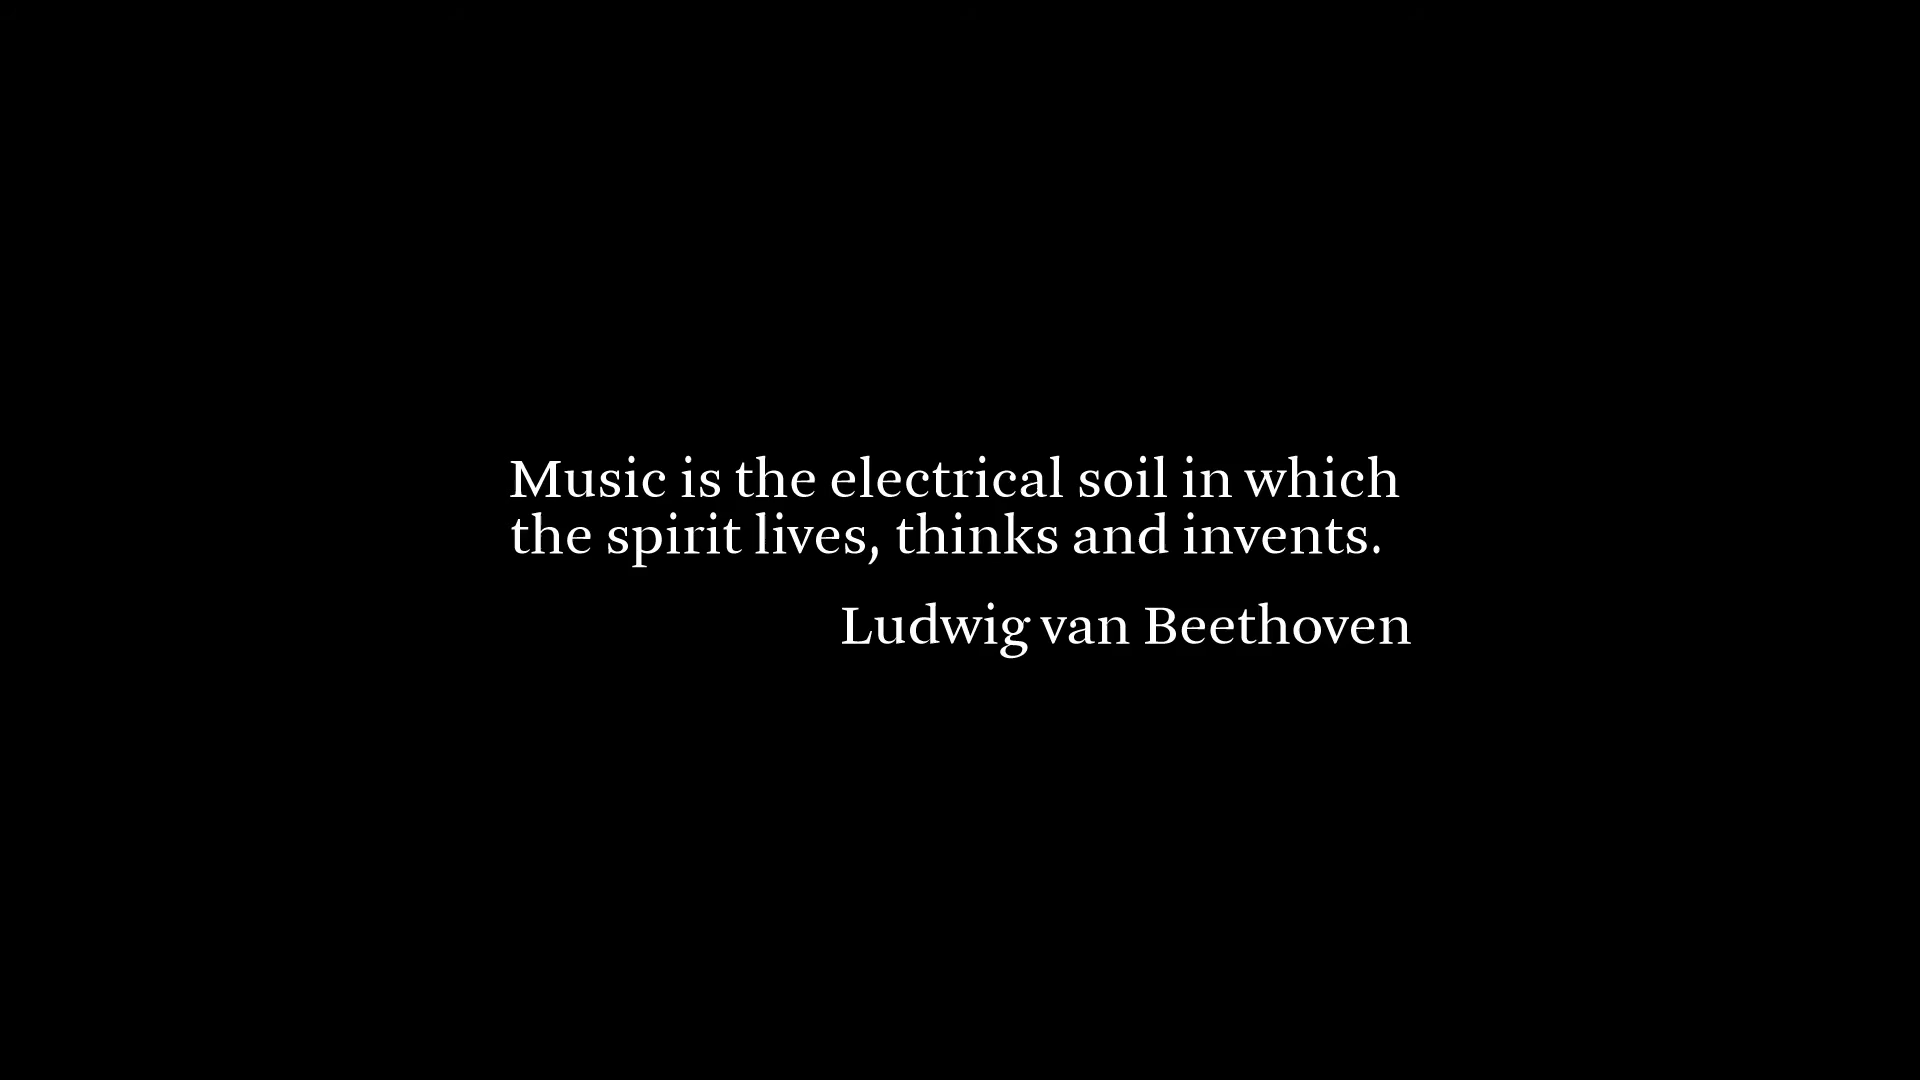 Music is the electrical soil in which
the spirit lives, thinks and invents.
Ludwig van Beethoven